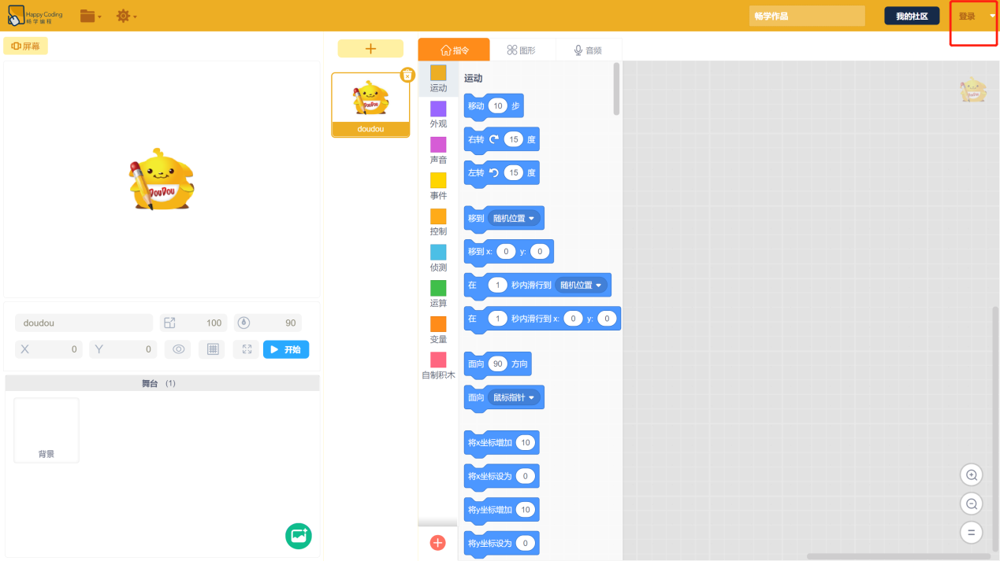 Happy Coding
畅学编程
畅学作品
我的社区
登录
屏幕
指令
图形
音频
运动
外观
声音
事件
控制
侦测
运算
变量
自制积木
运动
移动 10 步
右转 15 度
左转 15 度
移到 随机位置
移到 x: 0 y: 0
在 1 秒内滑行到 随机位置
在 1 秒内滑行到 x: 0 y: 0
面向 90 方向
面向 鼠标指针
将x坐标增加 10
将x坐标设为 0
将y坐标增加 10
将y坐标设为 0
DouDou
DouDou
doudou
doudou 100 90
X 0 Y 0 开始
舞台 (1)
背景